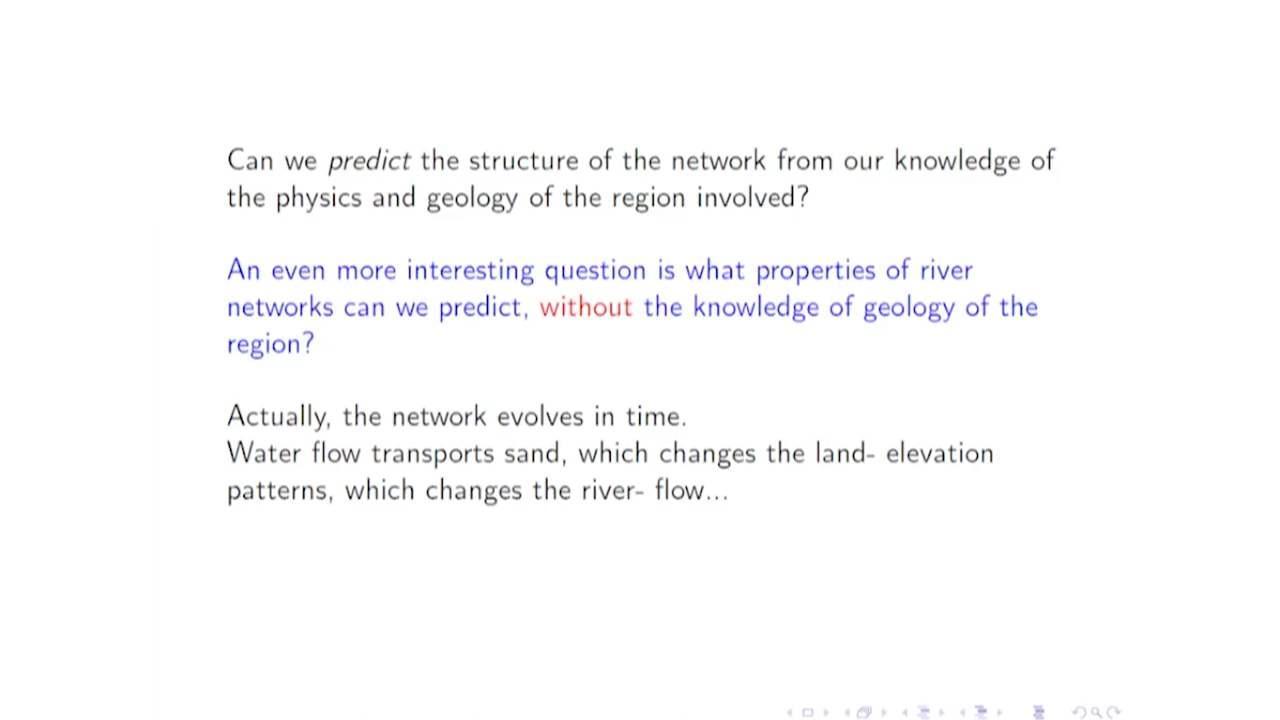 Can we predict the structure of the network from our knowledge of
the physics and geology of the region involved?
An even more interesting question is what properties of river
networks can we predict, without the knowledge of geology of the
region?
Actually, the network evolves in time.
Water flow transports sand, which changes the land- elevation
patterns, which changes the river- flow...